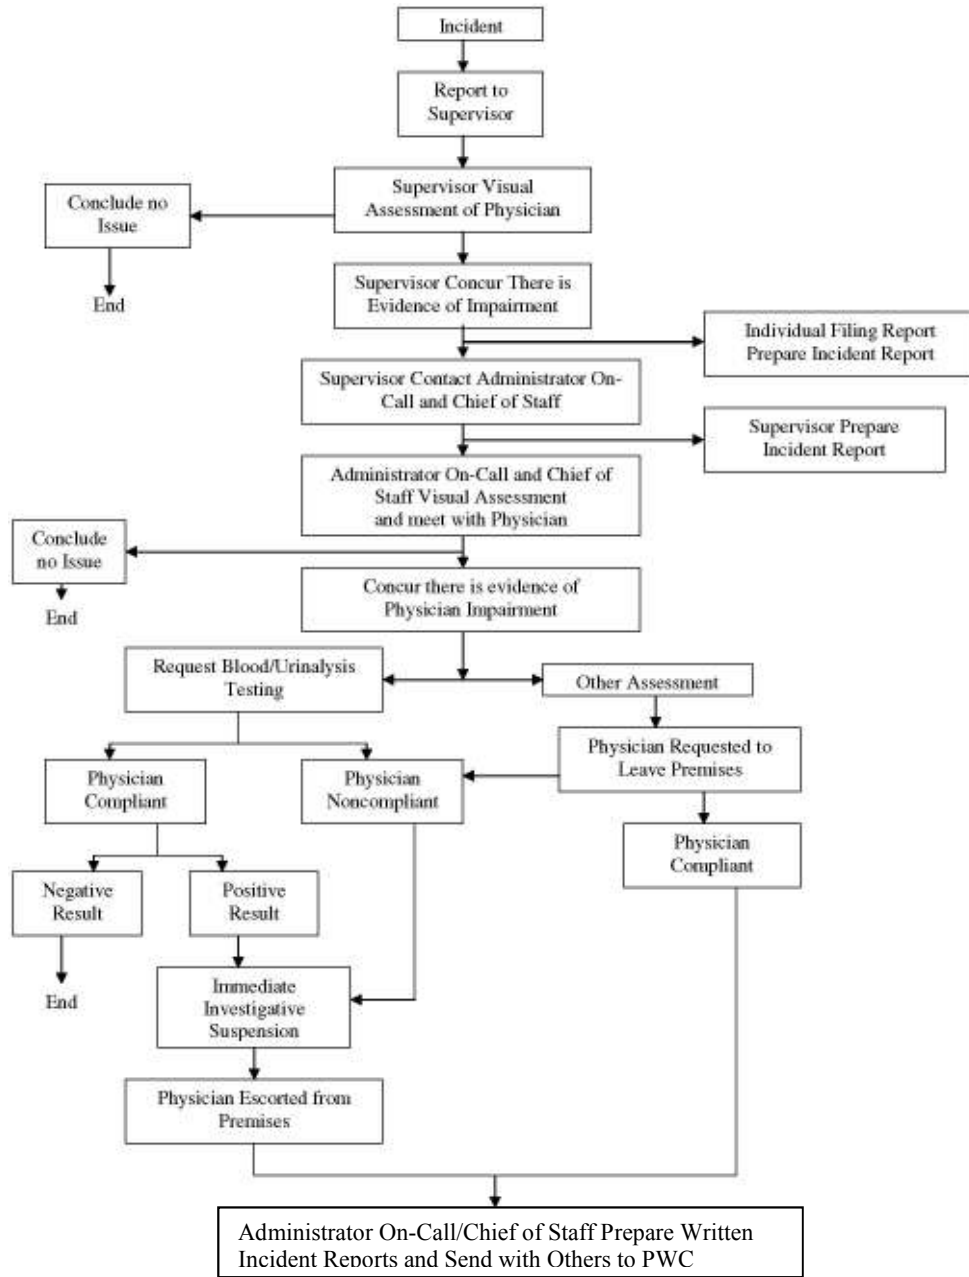 Incident
Report to
Supervisor
Supervisor Visual
Assessment of Physician
Conclude no
Issue
End
Supervisor Concur There is
Evidence of Impairment
Individual Filing Report
Prepare Incident Report
Supervisor Contact Administrator On-
Call and Chief of Staff
Supervisor Prepare
Incident Report
Administrator On-Call and Chief of
Staff Visual Assessment
and meet with Physician
Conclude
no Issue
End
Concur there is evidence of
Physician Impairment
Request Blood/Urinalysis
Testing
Other Assessment
Physician Requested to
Leave Premises
Physician
Compliant
Physician
Noncompliant
Physician
Compliant
Negative
Result
Positive
Result
End
Immediate
Investigative
Suspension
Physician Escorted from
Premises
Administrator On-Call/Chief of Staff Prepare Written
Incident Reports and Send with Others to PWC